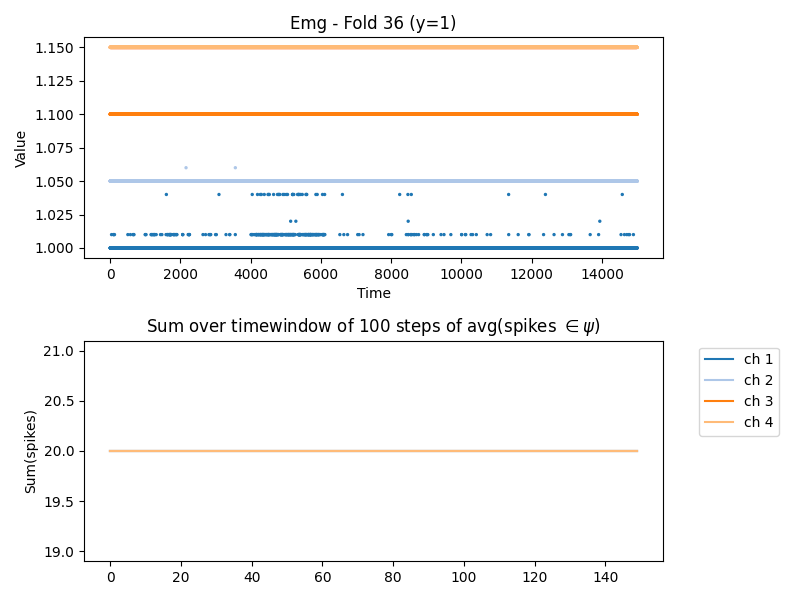 Emg - Fold 36 (y=1)
Value
1.150
1.125
1.100
1.075
1.050
1.025
1.000
0 2000 4000 6000 8000 10000 12000 14000
Time
Sum over timewindow of 100 steps of avg(spikes ∈ ψ)
Sum(spikes)
21.0
20.5
20.0
19.5
19.0
0 20 40 60 80 100 120 140
ch 1
ch 2
ch 3
ch 4